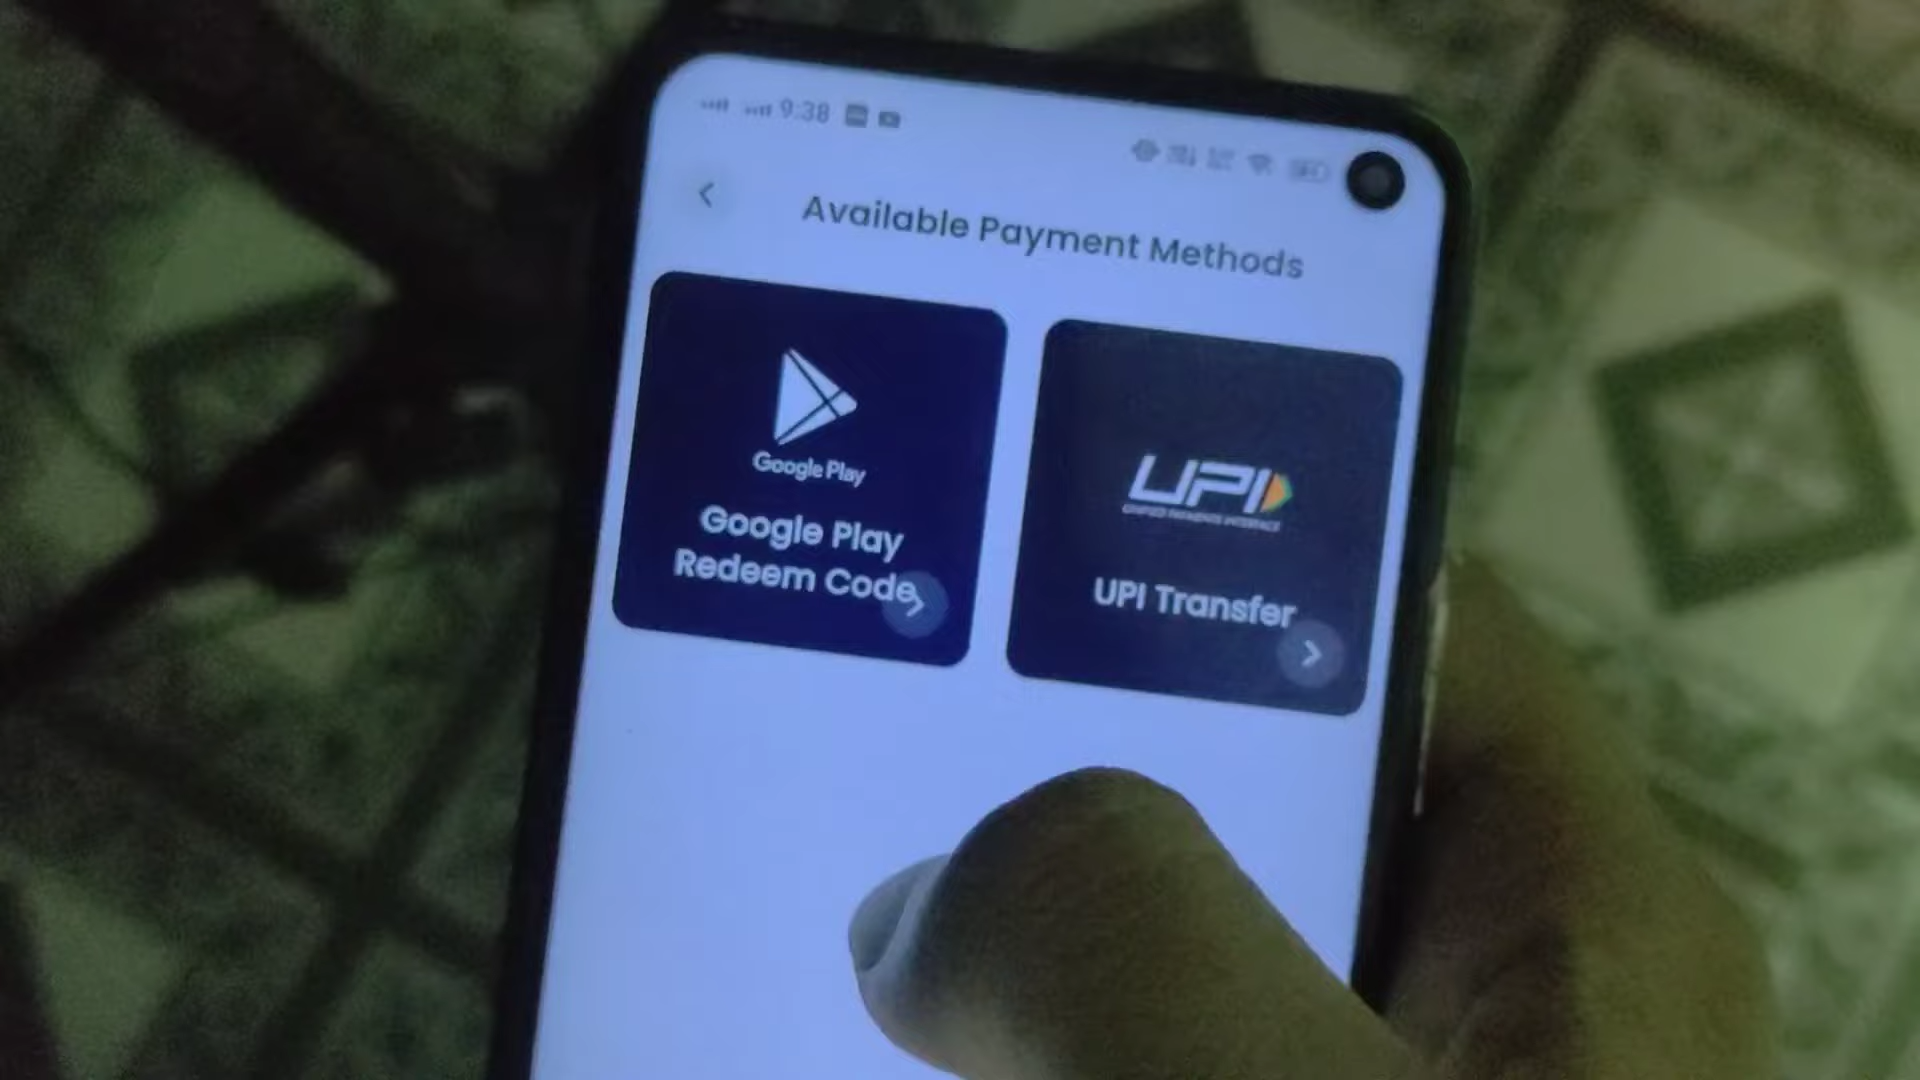 9:38
Available Payment Methods
Google Play
Google Play
Redeem Code
UPI
UNIFIED PAYMENTS INTERFACE
UPI Transfer